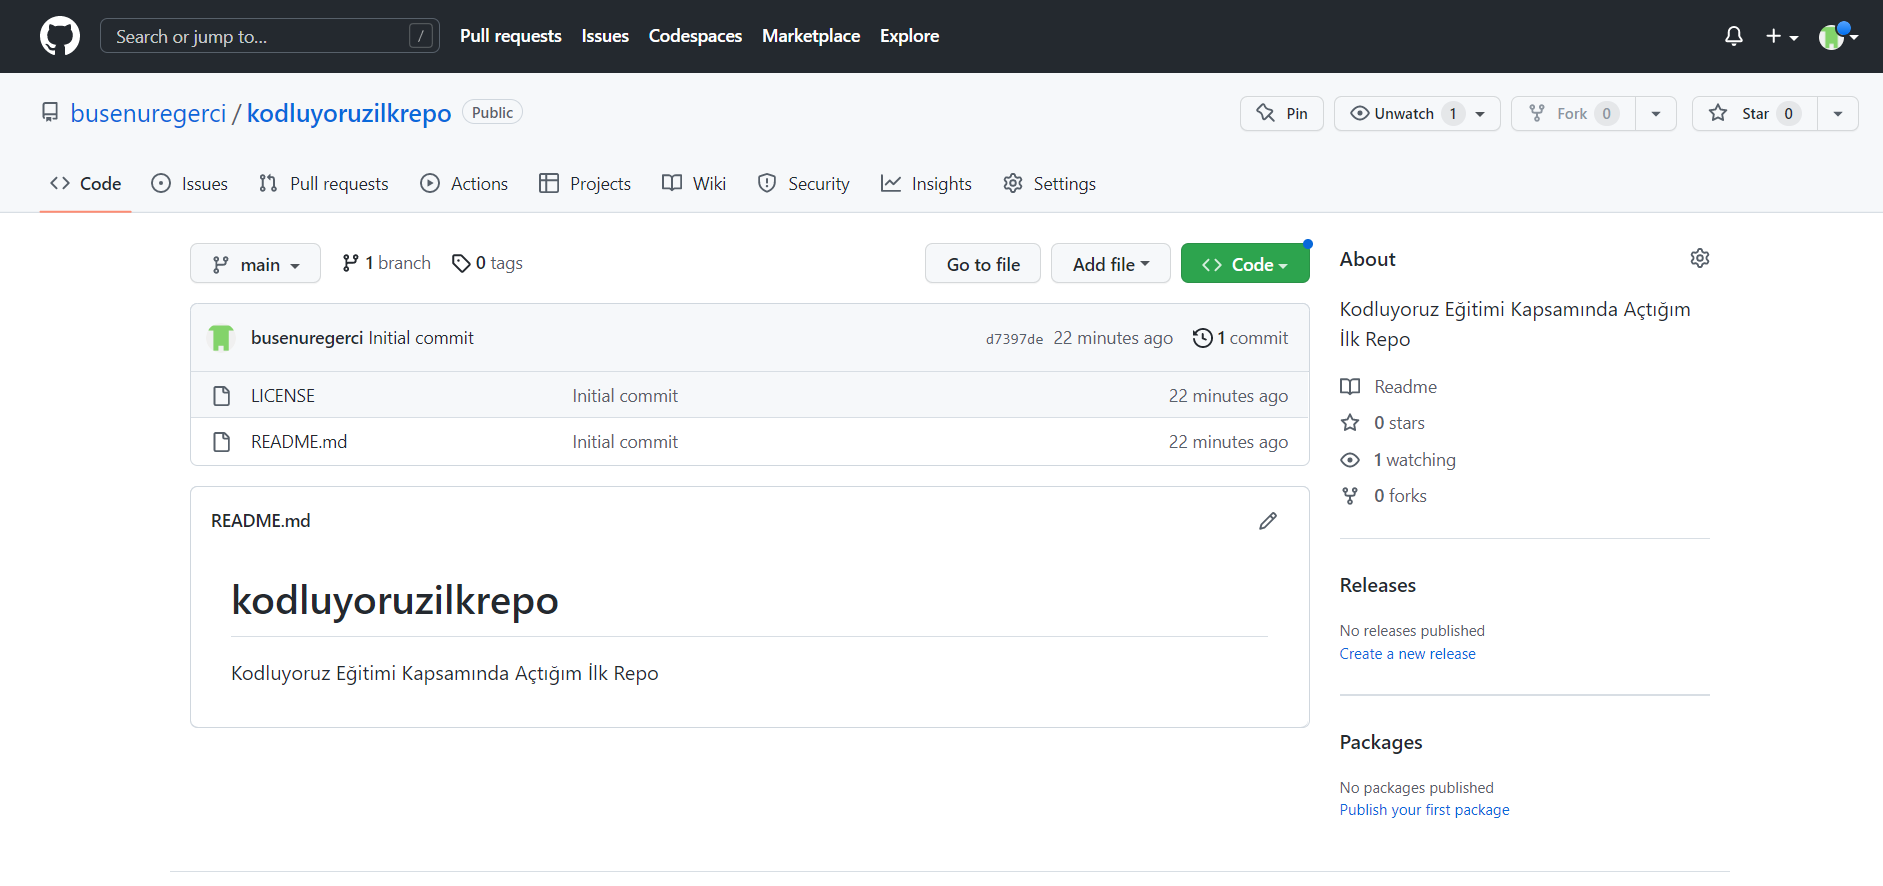 Search or jump to... /
Pull requests Issues Codespaces Marketplace Explore
busenuregerci / kodluyoruzilkrepo Public
Pin Unwatch 1 Fork 0 Star 0
Code Issues Pull requests Actions Projects Wiki Security Insights Settings
main 1 branch 0 tags Go to file Add file Code
busenuregerci Initial commit d7397de 22 minutes ago 1 commit
LICENSE Initial commit 22 minutes ago
README.md Initial commit 22 minutes ago
README.md
kodluyoruzilkrepo
Kodluyoruz Eğitimi Kapsamında Açtığım İlk Repo
About
Kodluyoruz Eğitimi Kapsamında Açtığım
İlk Repo
Readme
0 stars
1 watching
0 forks
Releases
No releases published
Create a new release
Packages
No packages published
Publish your first package